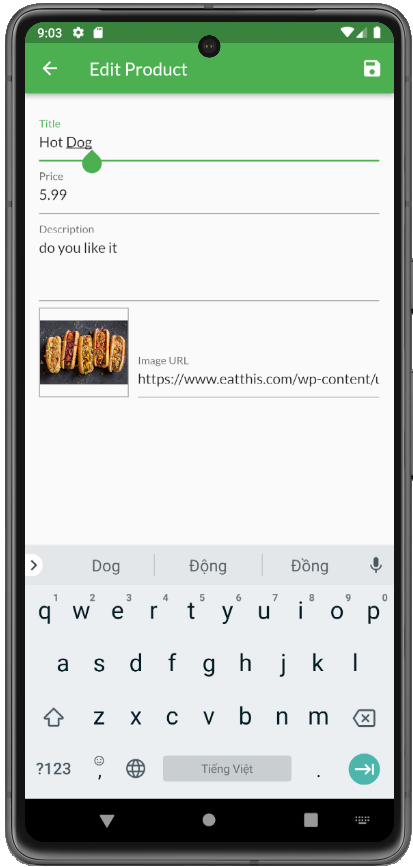 9:03
Edit Product
Title
Hot Dog
Price
5.99
Description
do you like it
Image URL
https://www.eatthis.com/wp-content/u
Dog Động Đồng
q1 w2 e3 r4 t5 y6 u7 i8 o9 p0
a s d f g h j k l
z x c v b n m
?123 , Tiếng Việt .